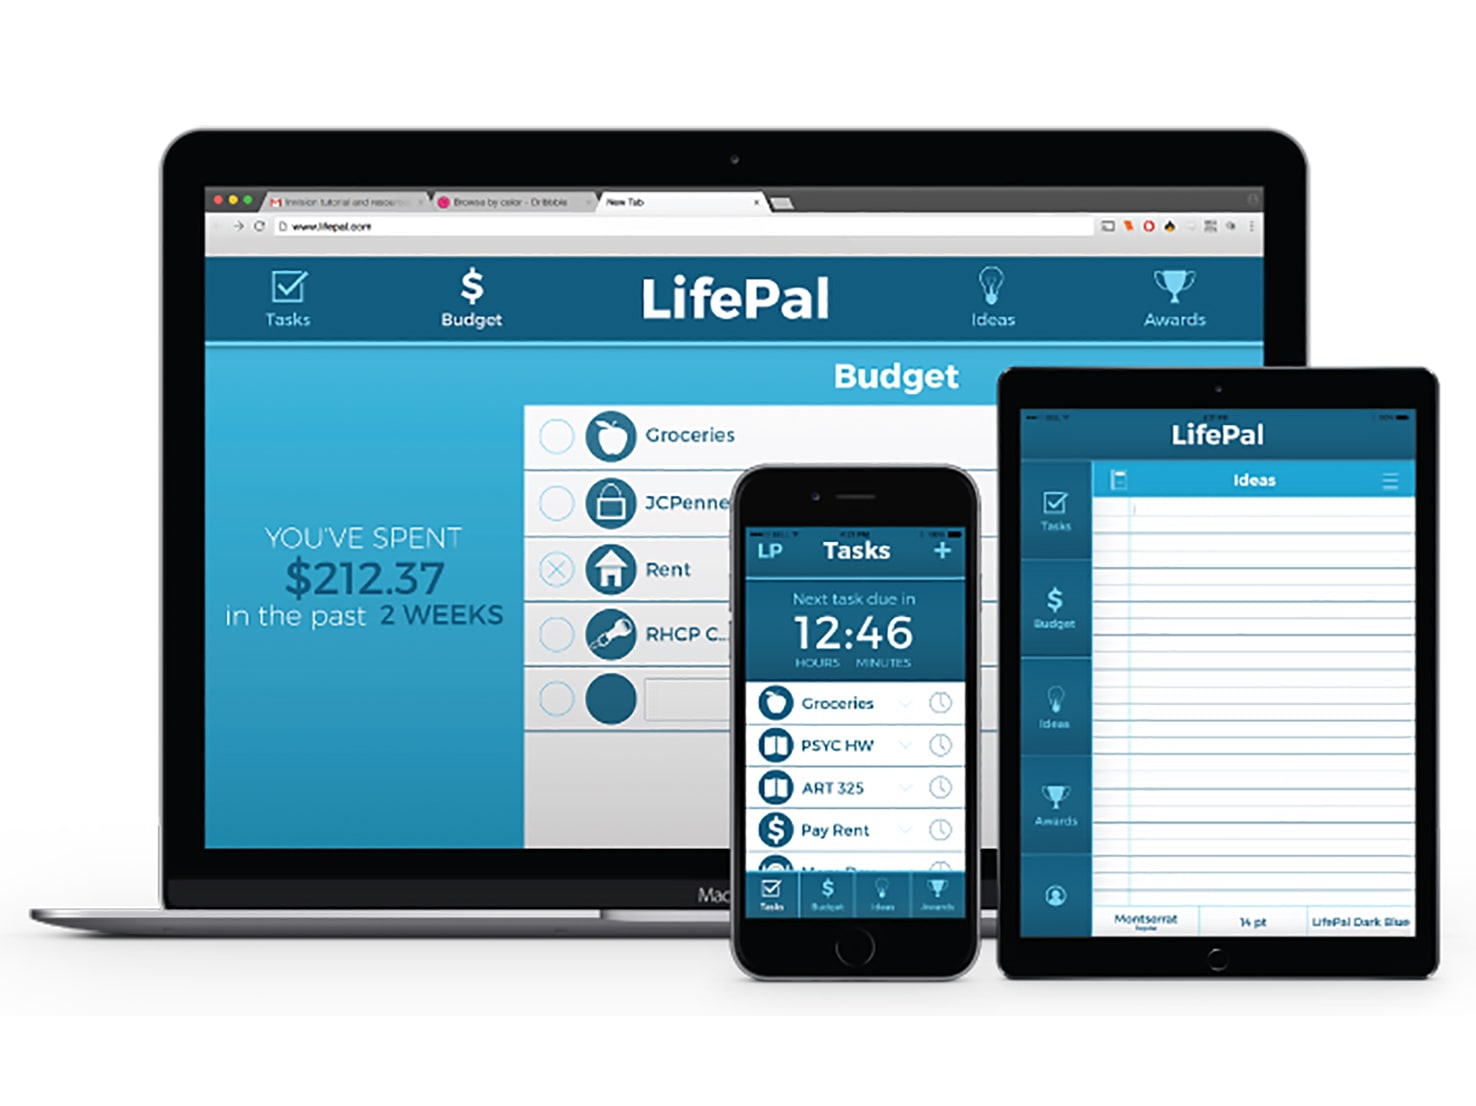 Invision tutorial and resour
Browse by color - Dribbble
New Tab
www.lifepal.com
Tasks
Budget
LifePal
Ideas
Awards
Budget
YOU'VE SPENT
$212.37
in the past 2 WEEKS
Groceries
JCPenne
Rent
RHCP C...
Mac
LP
Tasks
+
Next task due in
12:46
HOURS MINUTES
Groceries
PSYC HW
ART 325
Pay Rent
Tasks
Budget
Ideas
Awards
LifePal
Ideas
Tasks
Budget
Ideas
Awards
Montserrat
Regular
14 pt
LifePal Dark Blue